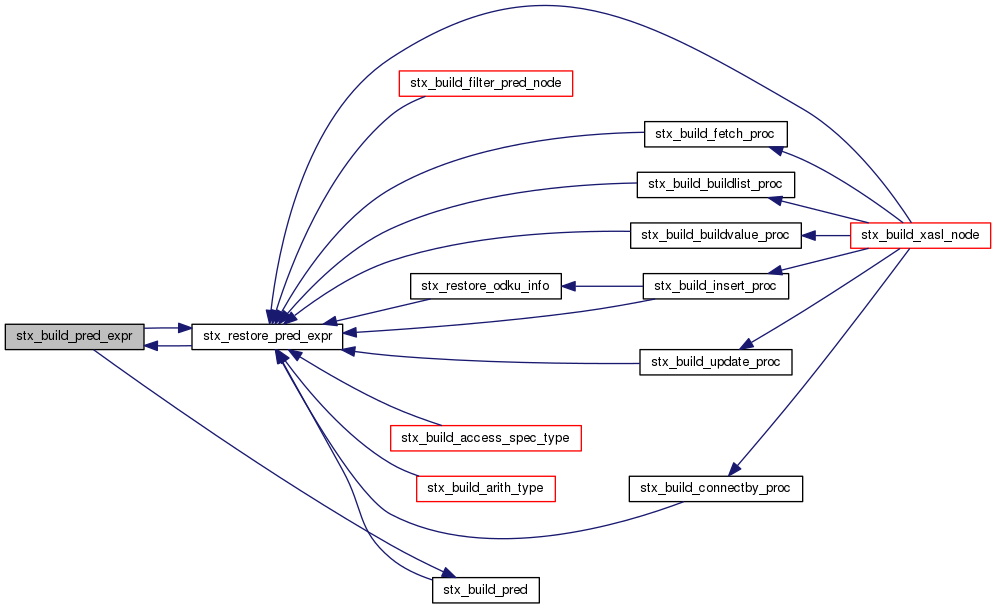 stx_build_filter_pred_node
stx_build_fetch_proc
stx_build_buildlist_proc
stx_build_buildvalue_proc
stx_build_xasl_node
stx_restore_odku_info
stx_build_insert_proc
stx_build_pred_expr
stx_restore_pred_expr
stx_build_update_proc
stx_build_access_spec_type
stx_build_arith_type
stx_build_connectby_proc
stx_build_pred